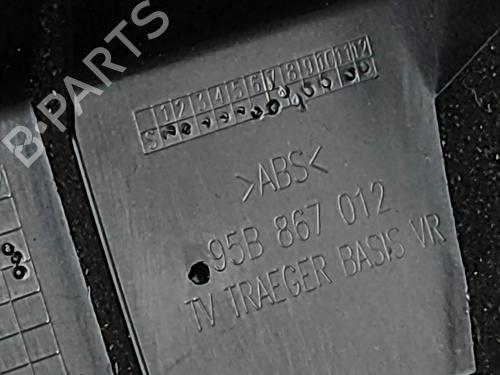 1 2 3 4 5 6 7 8 9 10 11 12
S
>ABS<
95B 867 012
TV TRAEGER BASIS VR
B-PARTS